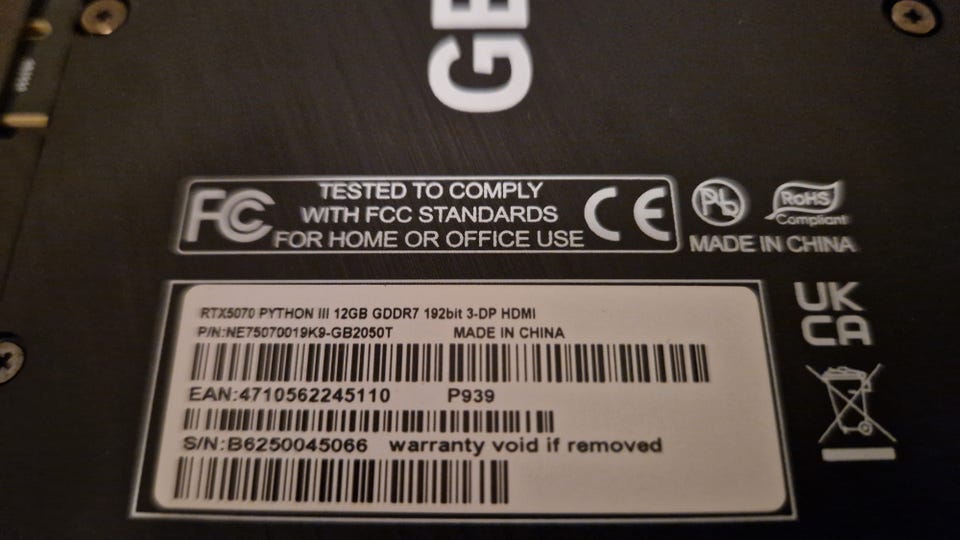 GE
FC
TESTED TO COMPLY
WITH FCC STANDARDS
FOR HOME OR OFFICE USE
CE
Pb
RoHS
Compliant
MADE IN CHINA
UK
CA
RTX5070 PYTHON III 12GB GDDR7 192bit 3-DP HDMI
P/N:NE75070019K9-GB2050T MADE IN CHINA
EAN:4710562245110 P939
S/N:B6250045066 warranty void if removed